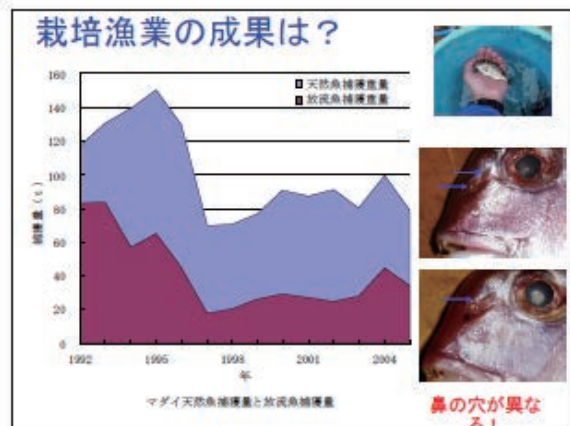 栽培漁業の成果は？
160
140
120
100
80
60
40
20
0
捕獲量（t）
天然魚捕獲重量
放流魚捕獲重量
1992
1995
1998
2001
2004
年
マダイ天然魚捕獲量と放流魚捕獲量
鼻の穴が異な
る！